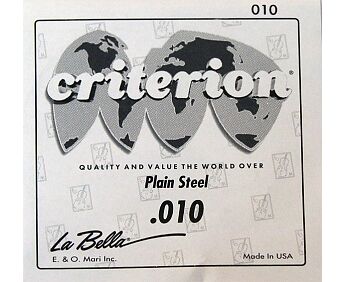 010
criterion®
QUALITY AND VALUE THE WORLD OVER
Plain Steel
.010
La Bella®
E. & O. Mari Inc.
Made In USA